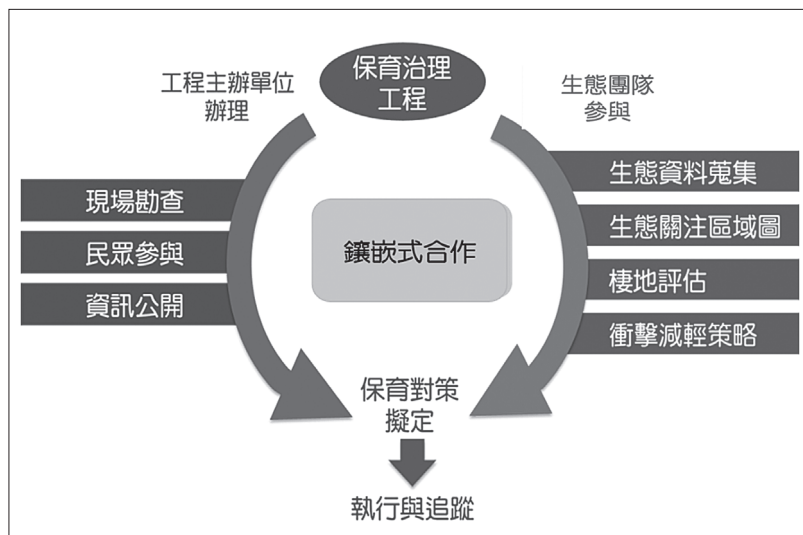 保育治理
工程
工程主辦單位
辦理
生態團隊
參與
現場勘查
民眾參與
資訊公開
鑲嵌式合作
生態資料蒐集
生態關注區域圖
棲地評估
衝擊減輕策略
保育對策
擬定
執行與追蹤